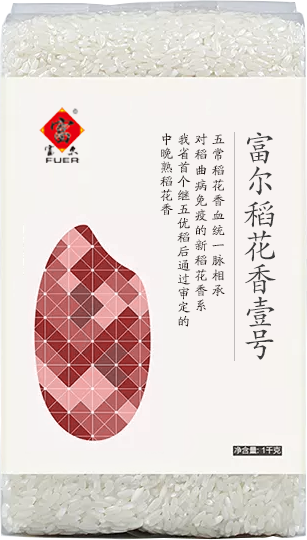 富
®
富尔
FUER
富尔稻花香壹号
五常稻花香血统一脉相承
对稻曲病免疫的新稻花香系
我省首个继五优稻后通过审定的
中晚熟稻花香
净含量: 1千克